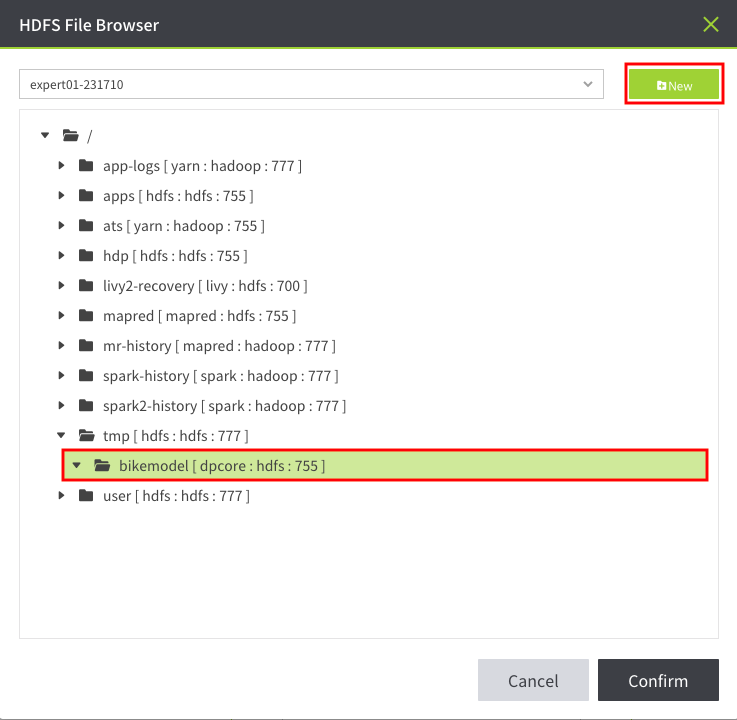 HDFS File Browser
expert01-231710
New
/
app-logs [ yarn : hadoop : 777 ]
apps [ hdfs : hdfs : 755 ]
ats [ yarn : hadoop : 755 ]
hdp [ hdfs : hdfs : 755 ]
livy2-recovery [ livy : hdfs : 700 ]
mapred [ mapred : hdfs : 755 ]
mr-history [ mapred : hadoop : 777 ]
spark-history [ spark : hadoop : 777 ]
spark2-history [ spark : hadoop : 777 ]
tmp [ hdfs : hdfs : 777 ]
bikemodel [ dpcore : hdfs : 755 ]
user [ hdfs : hdfs : 777 ]
Cancel Confirm